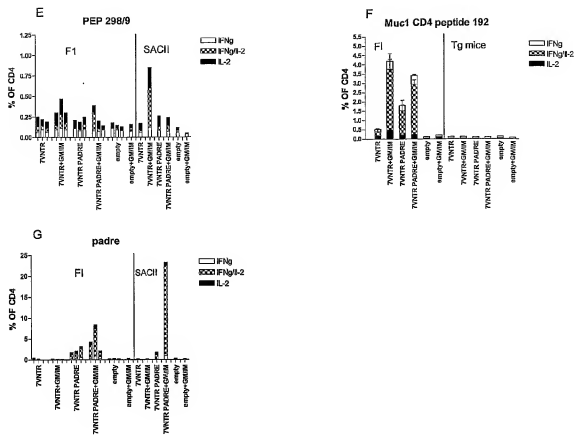 E
PEP 298/9
F1
SACII
IFNg
IFNg/Il-2
IL-2
% OF CD4
1.25
1.00
0.75
0.50
0.25
0.00
7VNTR
7VNTR+GM/IM
7VNTR PADRE
7VNTR PADRE+GM/IM
empty
empty+GM/IM
7VNTR
7VNTR+GM/IM
7VNTR PADRE
7VNTR PADRE+GM/IM
empty
empty+GM/IM
F
Muc1 CD4 peptide 192
FI
Tg mice
IFNg
IFNg/Il-2
IL-2
% OF CD4
5.5
5.0
4.5
4.0
3.5
3.0
2.5
2.0
1.5
1.0
0.5
0.0
7VNTR
7VNTR+GM/IM
7VNTR PADRE
7VNTR PADRE+GM/IM
empty
empty+GM/IM
7VNTR
7VNTR+GM/IM
7VNTR PADRE
7VNTR PADRE+GM/IM
empty
empty+GM/IM
G
padre
FI
SACII
IFNg
IFNg/Il-2
IL-2
% OF CD4
25
20
15
10
5
0
7VNTR
7VNTR+GM/IM
7VNTR PADRE
7VNTR PADRE+GM/IM
empty
empty+GM/IM
7VNTR
7VNTR+GM/IM
7VNTR PADRE
7VNTR PADRE+GM/IM
empty
empty+GM/IM